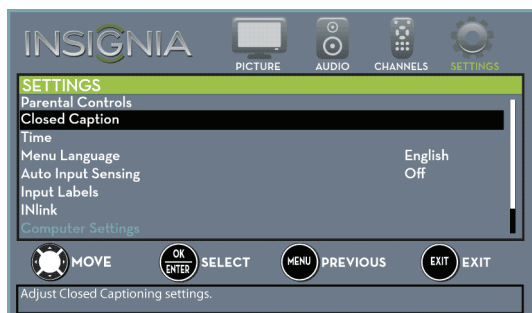 INSIGNIA
PICTURE AUDIO CHANNELS SETTINGS
SETTINGS
Parental Controls
Closed Caption
Time
Menu Language English
Auto Input Sensing Off
Input Labels
INlink
Computer Settings
MOVE OK ENTER SELECT MENU PREVIOUS EXIT EXIT
Adjust Closed Captioning settings.